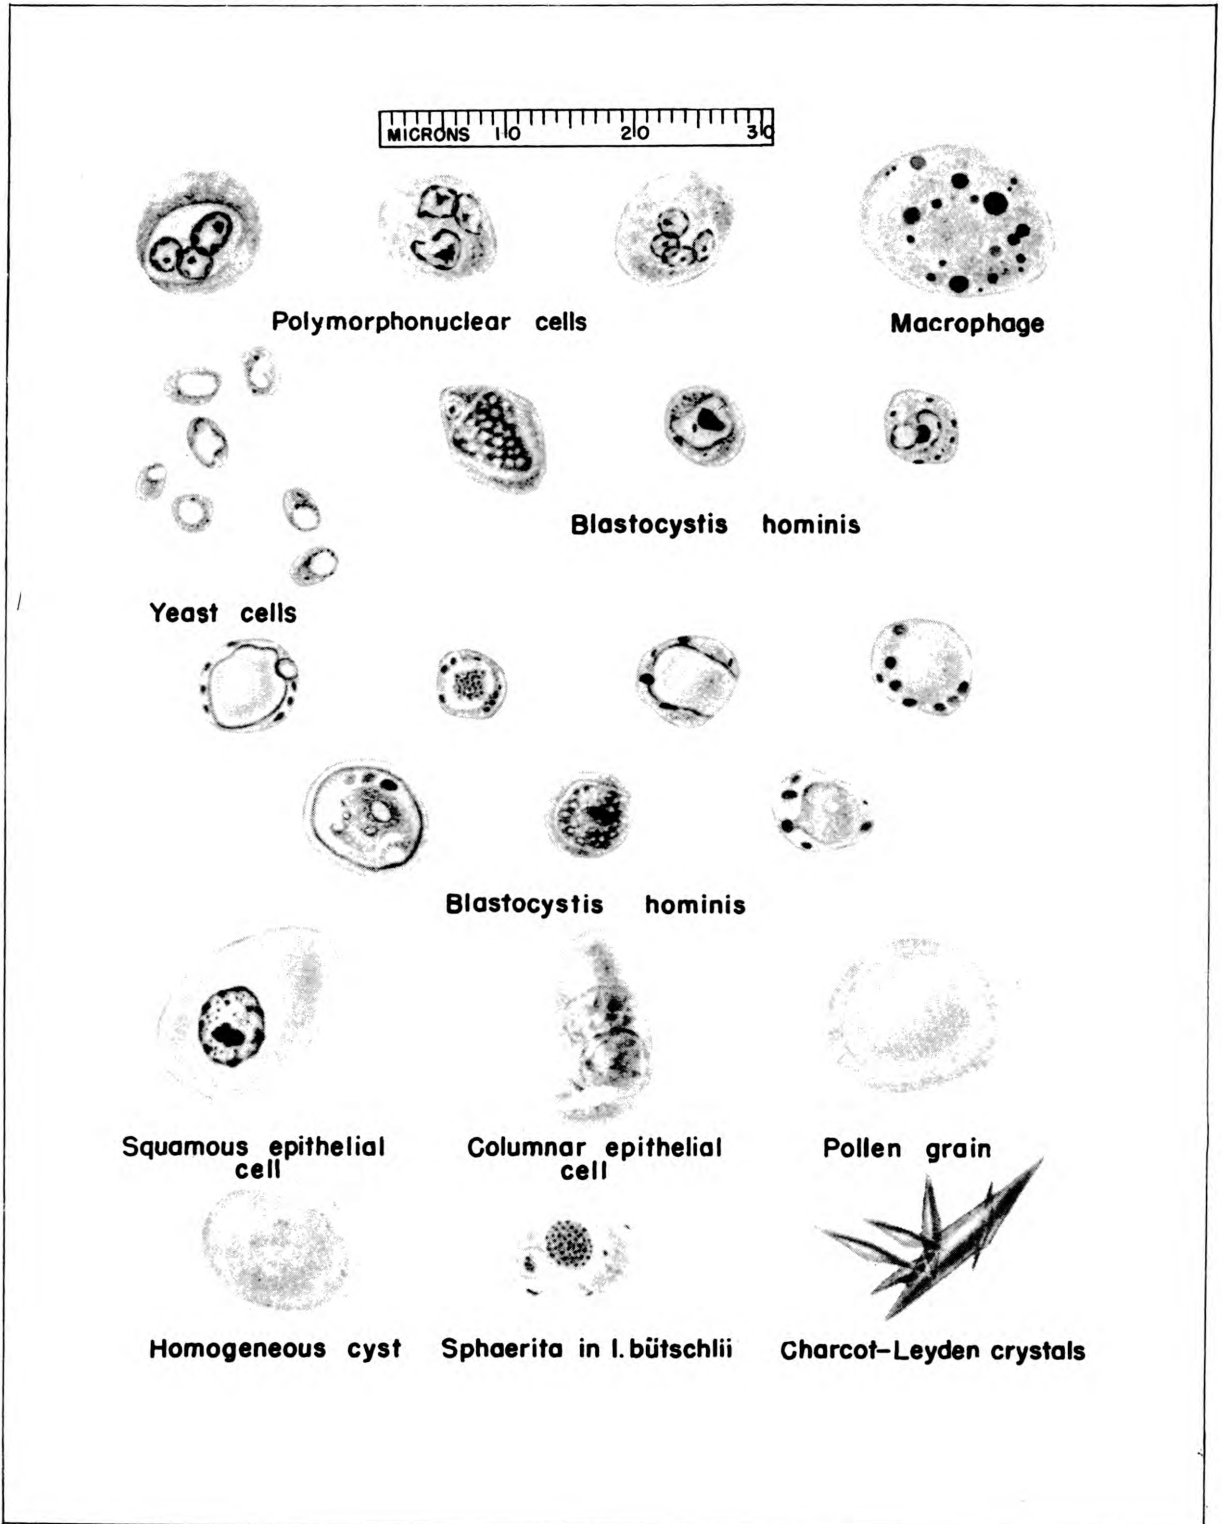 MICRONS 10 20 30
Polymorphonuclear cells
Macrophage
Blastocystis hominis
Yeast cells
Blastocystis hominis
Squamous epithelial
cell
Columnar epithelial
cell
Pollen grain
Homogeneous cyst
Sphaerita in I. bütschlii
Charcot-Leyden crystals